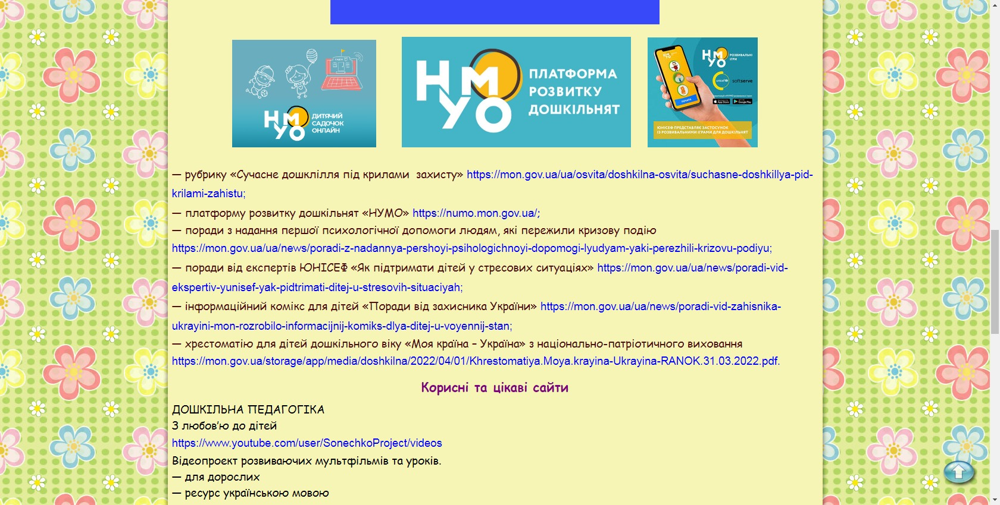 НУМО
ДИТЯЧИЙ
САДОЧОК
ОНЛАЙН
НУМО
ПЛАТФОРМА
РОЗВИТКУ
ДОШКІЛЬНЯТ
НУМО
РОЗВИВАЛЬНІ
ІГРИ
unicef
softserve
App Store
Google Play
ЮНІСЕФ ПРЕДСТАВЛЯЄ ЗАСТОСУНОК
ІЗ РОЗВИВАЛЬНИМИ ІГРАМИ ДЛЯ ДОШКІЛЬНЯТ
— рубрику «Сучасне дошклілля під крилами захисту» https://mon.gov.ua/ua/osvita/doshkilna-osvita/suchasne-doshkillya-pid-
krilami-zahistu;
— платформу розвитку дошкільнят «НУМО» https://numo.mon.gov.ua/;
— поради з надання першої психологічної допомоги людям, які пережили кризову подію
https://mon.gov.ua/ua/news/poradi-z-nadannya-pershoyi-psihologichnoyi-dopomogi-lyudyam-yaki-perezhili-krizovu-podiyu;
— поради від експертів ЮНІСЕФ «Як підтримати дітей у стресових ситуаціях» https://mon.gov.ua/ua/news/poradi-vid-
ekspertiv-yunisef-yak-pidtrimati-ditej-u-stresovih-situaciyah;
— інформаційний комікс для дітей «Поради від захисника України» https://mon.gov.ua/ua/news/poradi-vid-zahisnika-
ukrayini-mon-rozrobilo-informacijnij-komiks-dlya-ditej-u-voyennij-stan;
— хрестоматію для дітей дошкільного віку «Моя країна – Україна» з національно-патріотичного виховання
https://mon.gov.ua/storage/app/media/doshkilna/2022/04/01/Khrestomatiya.Moya.krayina-Ukrayina-RANOK.31.03.2022.pdf.
Корисні та цікаві сайти
ДОШКІЛЬНА ПЕДАГОГІКА
З любов'ю до дітей
https://www.youtube.com/user/SonechkoProject/videos
Відеопроект розвиваючих мультфільмів та уроків.
— для дорослих
— ресурс українською мовою